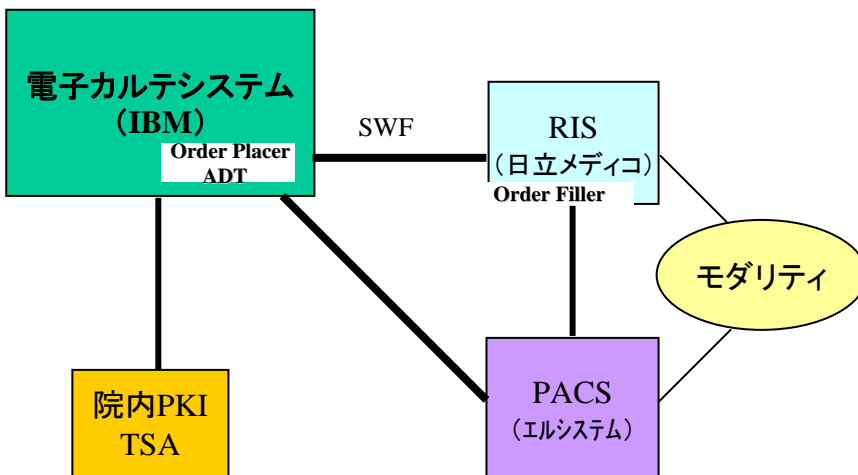 電子カルテシステム
（IBM）
Order Placer
ADT
SWF
RIS
（日立メディコ）
Order Filler
モダリティ
院内PKI
TSA
PACS
（エルシステム）